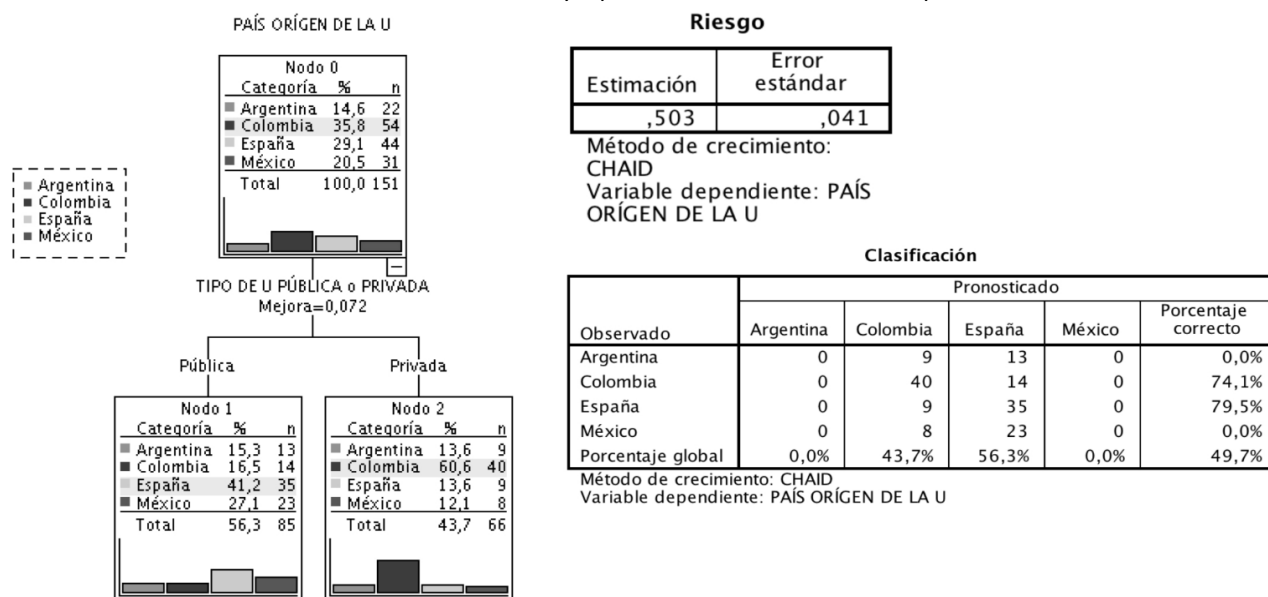 PAÍS ORÍGEN DE LA U
Nodo 0
Categoría % n
Argentina 14,6 22
Colombia 35,8 54
España 29,1 44
México 20,5 31
Total 100,0 151
Argentina
Colombia
España
México
TIPO DE U PÚBLICA o PRIVADA
Mejora=0,072
Pública
Privada
Nodo 1
Categoría % n
Argentina 15,3 13
Colombia 16,5 14
España 41,2 35
México 27,1 23
Total 56,3 85
Nodo 2
Categoría % n
Argentina 13,6 9
Colombia 60,6 40
España 13,6 9
México 12,1 8
Total 43,7 66
Riesgo
Estimación Error estándar
,503 ,041
Método de crecimiento:
CHAID
Variable dependiente: PAÍS
ORÍGEN DE LA U
Clasificación
Pronosticado
Observado Argentina Colombia España México Porcentaje correcto
Argentina 0 9 13 0 0,0%
Colombia 0 40 14 0 74,1%
España 0 9 35 0 79,5%
México 0 8 23 0 0,0%
Porcentaje global 0,0% 43,7% 56,3% 0,0% 49,7%
Método de crecimiento: CHAID
Variable dependiente: PAÍS ORÍGEN DE LA U